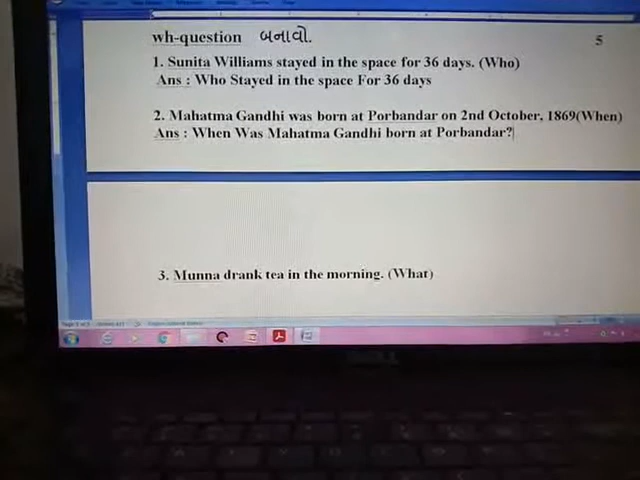 wh-question બનાવો.
5
1. Sunita Williams stayed in the space for 36 days. (Who)
Ans : Who Stayed in the space For 36 days
2. Mahatma Gandhi was born at Porbandar on 2nd October, 1869(When)
Ans : When Was Mahatma Gandhi born at Porbandar?
3. Munna drank tea in the morning. (What)